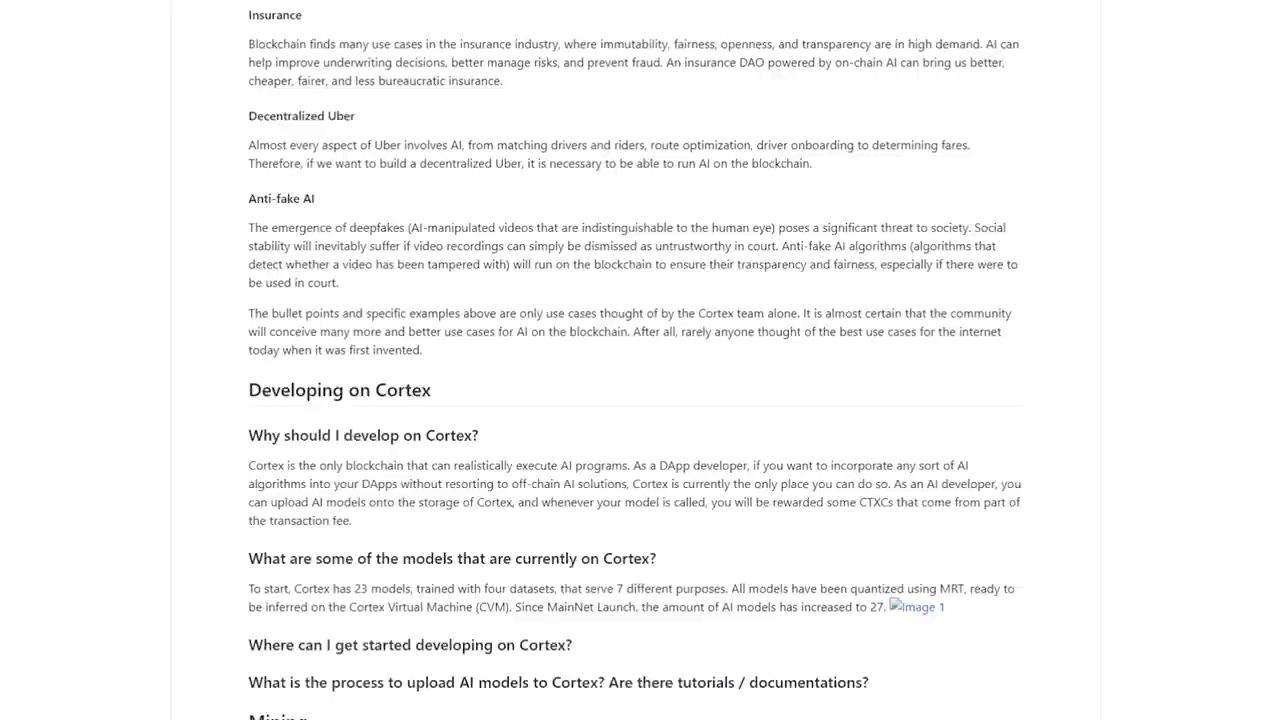 Insurance
Blockchain finds many use cases in the insurance industry, where immutability, fairness, openness, and transparency are in high demand. AI can
help improve underwriting decisions, better manage risks, and prevent fraud. An insurance DAO powered by on-chain AI can bring us better,
cheaper, fairer, and less bureaucratic insurance.
Decentralized Uber
Almost every aspect of Uber involves AI, from matching drivers and riders, route optimization, driver onboarding to determining fares.
Therefore, if we want to build a decentralized Uber, it is necessary to be able to run AI on the blockchain.
Anti-fake AI
The emergence of deepfakes (AI-manipulated videos that are indistinguishable to the human eye) poses a significant threat to society. Social
stability will inevitably suffer if video recordings can simply be dismissed as untrustworthy in court. Anti-fake AI algorithms (algorithms that
detect whether a video has been tampered with) will run on the blockchain to ensure their transparency and fairness, especially if there were to
be used in court.
The bullet points and specific examples above are only use cases thought of by the Cortex team alone. It is almost certain that the community
will conceive many more and better use cases for AI on the blockchain. After all, rarely anyone thought of the best use cases for the internet
today when it was first invented.
Developing on Cortex
Why should I develop on Cortex?
Cortex is the only blockchain that can realistically execute AI programs. As a DApp developer, if you want to incorporate any sort of AI
algorithms into your DApps without resorting to off-chain AI solutions, Cortex is currently the only place you can do so. As an AI developer, you
can upload AI models onto the storage of Cortex, and whenever your model is called, you will be rewarded some CTXCs that come from part of
the transaction fee.
What are some of the models that are currently on Cortex?
To start, Cortex has 23 models, trained with four datasets, that serve 7 different purposes. All models have been quantized using MRT, ready to
be inferred on the Cortex Virtual Machine (CVM). Since MainNet Launch, the amount of AI models has increased to 27. Image 1
Where can I get started developing on Cortex?
What is the process to upload AI models to Cortex? Are there tutorials / documentations?
Mining